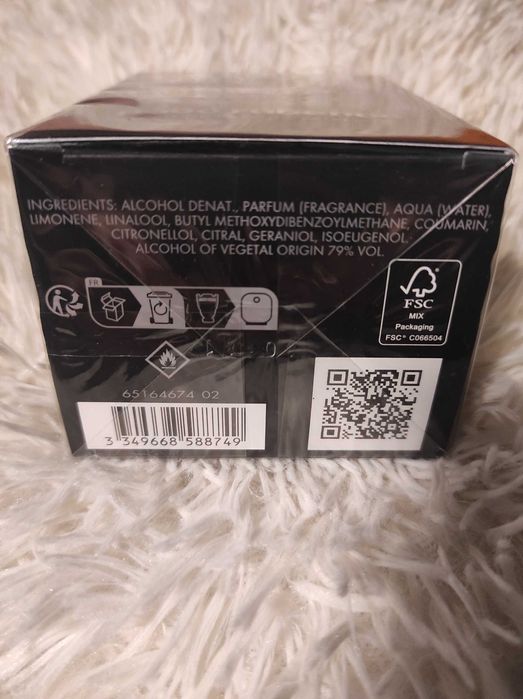 INGREDIENTS: ALCOHOL DENAT., PARFUM (FRAGRANCE), AQUA (WATER),
LIMONENE, LINALOOL, BUTYL METHOXYDIBENZOYLMETHANE, COUMARIN,
CITRONELLOL, CITRAL, GERANIOL, ISOEUGENOL.
ALCOHOL OF VEGETAL ORIGIN 79% VOL.
FR
FSC
MIX
Packaging
FSC® C066504
65164674 02
3 349668 588749